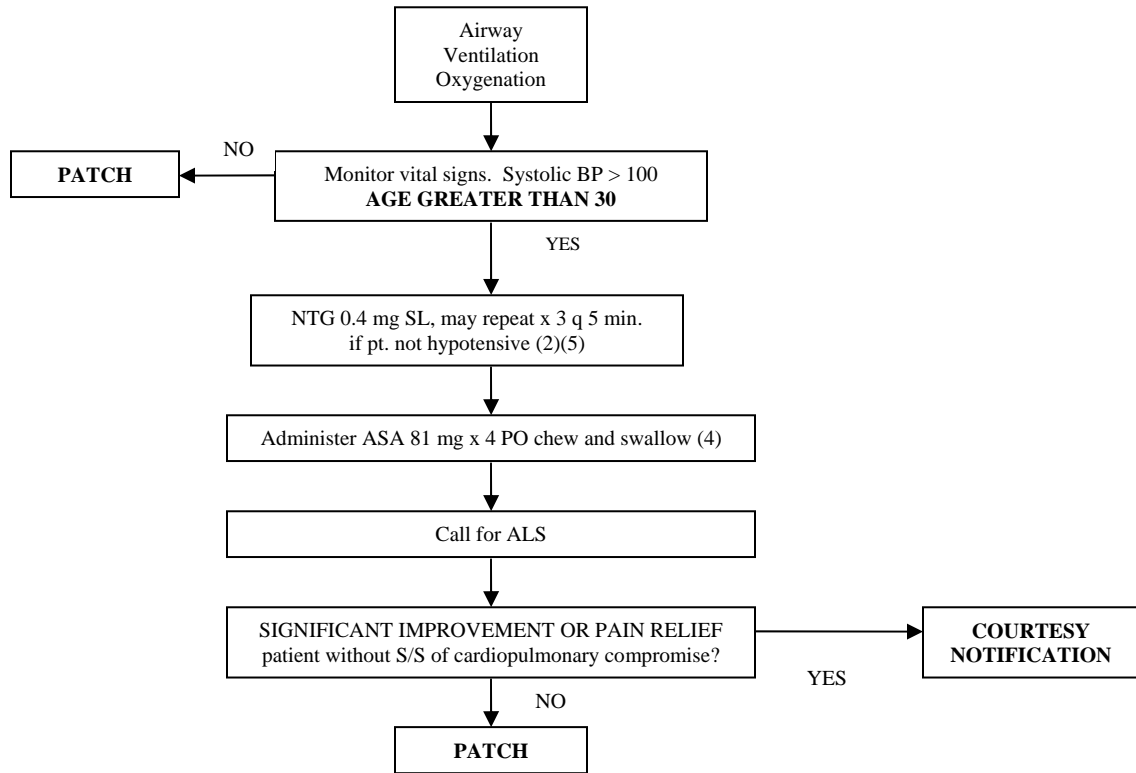 Airway
Ventilation
Oxygenation
NO
PATCH
Monitor vital signs. Systolic BP > 100
AGE GREATER THAN 30
YES
NTG 0.4 mg SL, may repeat x 3 q 5 min.
if pt. not hypotensive (2)(5)
Administer ASA 81 mg x 4 PO chew and swallow (4)
Call for ALS
SIGNIFICANT IMPROVEMENT OR PAIN RELIEF
patient without S/S of cardiopulmonary compromise?
YES
COURTESY
NOTIFICATION
NO
PATCH